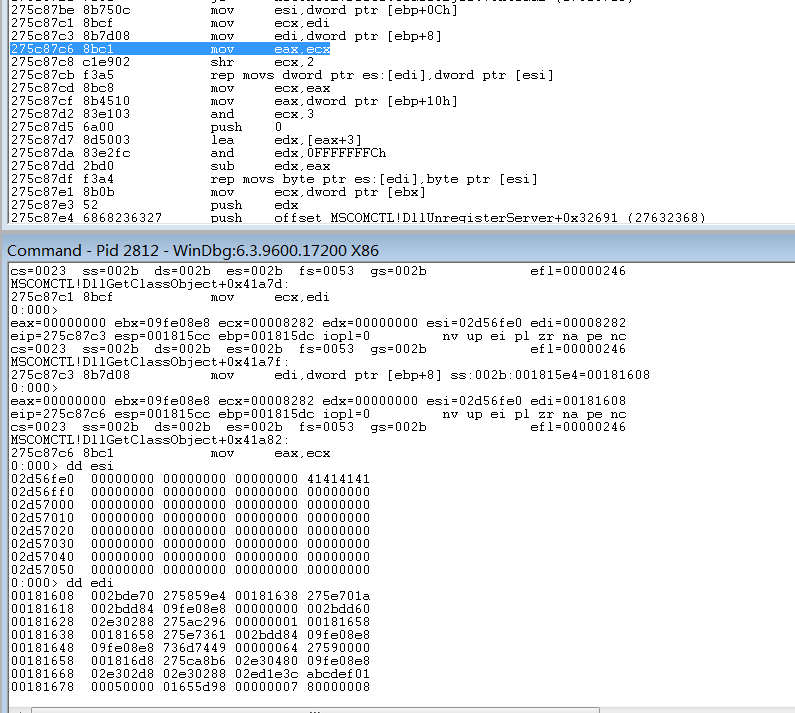 275c87be 8b750c mov esi,dword ptr [ebp+0Ch]
275c87c1 8bcf mov ecx,edi
275c87c3 8b7d08 mov edi,dword ptr [ebp+8]
275c87c6 8bc1 mov eax,ecx
275c87c8 c1e902 shr ecx,2
275c87cb f3a5 rep movs dword ptr es:[edi],dword ptr [esi]
275c87cd 8bc8 mov ecx,eax
275c87cf 8b4510 mov eax,dword ptr [ebp+10h]
275c87d2 83e103 and ecx,3
275c87d5 6a00 push 0
275c87d7 8d5003 lea edx,[eax+3]
275c87da 83e2fc and edx,0FFFFFFFCh
275c87dd 2bd0 sub edx,eax
275c87df f3a4 rep movs byte ptr es:[edi],byte ptr [esi]
275c87e1 8b0b mov ecx,dword ptr [ebx]
275c87e3 52 push edx
275c87e4 6868236327 push offset MSCOMCTL!DllUnregisterServer+0x32691 (27632368)
Command - Pid 2812 - WinDbg:6.3.9600.17200 X86
cs=0023 ss=002b ds=002b es=002b fs=0053 gs=002b efl=00000246
MSCOMCTL!DllGetClassObject+0x41a7d:
275c87c1 8bcf mov ecx,edi
0:000>
eax=00000000 ebx=09fe08e8 ecx=00008282 edx=00000000 esi=02d56fe0 edi=00008282
eip=275c87c3 esp=001815cc ebp=001815dc iopl=0 nv up ei pl zr na pe nc
cs=0023 ss=002b ds=002b es=002b fs=0053 gs=002b efl=00000246
MSCOMCTL!DllGetClassObject+0x41a7f:
275c87c3 8b7d08 mov edi,dword ptr [ebp+8] ss:002b:001815e4=00181608
0:000>
eax=00000000 ebx=09fe08e8 ecx=00008282 edx=00000000 esi=02d56fe0 edi=00181608
eip=275c87c6 esp=001815cc ebp=001815dc iopl=0 nv up ei pl zr na pe nc
cs=0023 ss=002b ds=002b es=002b fs=0053 gs=002b efl=00000246
MSCOMCTL!DllGetClassObject+0x41a82:
275c87c6 8bc1 mov eax,ecx
0:000> dd esi
02d56fe0 00000000 00000000 00000000 41414141
02d56ff0 00000000 00000000 00000000 00000000
02d57000 00000000 00000000 00000000 00000000
02d57010 00000000 00000000 00000000 00000000
02d57020 00000000 00000000 00000000 00000000
02d57030 00000000 00000000 00000000 00000000
02d57040 00000000 00000000 00000000 00000000
02d57050 00000000 00000000 00000000 00000000
0:000> dd edi
00181608 002bde70 275859e4 00181638 275e701a
00181618 002bdd84 09fe08e8 00000000 002bdd60
00181628 02e30288 275ac296 00000001 00181658
00181638 00181658 275e7361 002bdd84 09fe08e8
00181648 09fe08e8 736d7449 00000064 27590000
00181658 001816d8 275ca8b6 02e30480 09fe08e8
00181668 02e302d8 02e30288 02ed1e3c abcdef01
00181678 00050000 01655d98 00000007 80000008